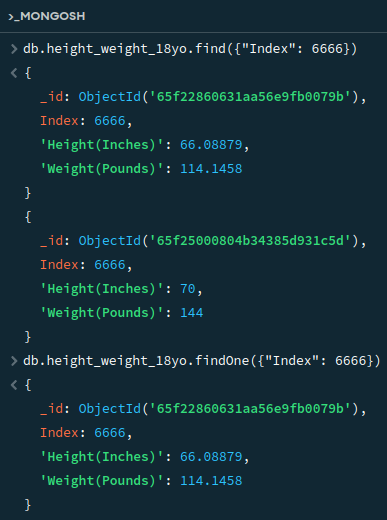 >_MONGOSH
> db.height_weight_18yo.find({"Index": 6666})
< {
_id: ObjectId('65f22860631aa56e9fb0079b'),
Index: 6666,
'Height(Inches)': 66.08879,
'Weight(Pounds)': 114.1458
}
{
_id: ObjectId('65f25000804b34385d931c5d'),
Index: 6666,
'Height(Inches)': 70,
'Weight(Pounds)': 144
}
> db.height_weight_18yo.findOne({"Index": 6666})
< {
_id: ObjectId('65f22860631aa56e9fb0079b'),
Index: 6666,
'Height(Inches)': 66.08879,
'Weight(Pounds)': 114.1458
}